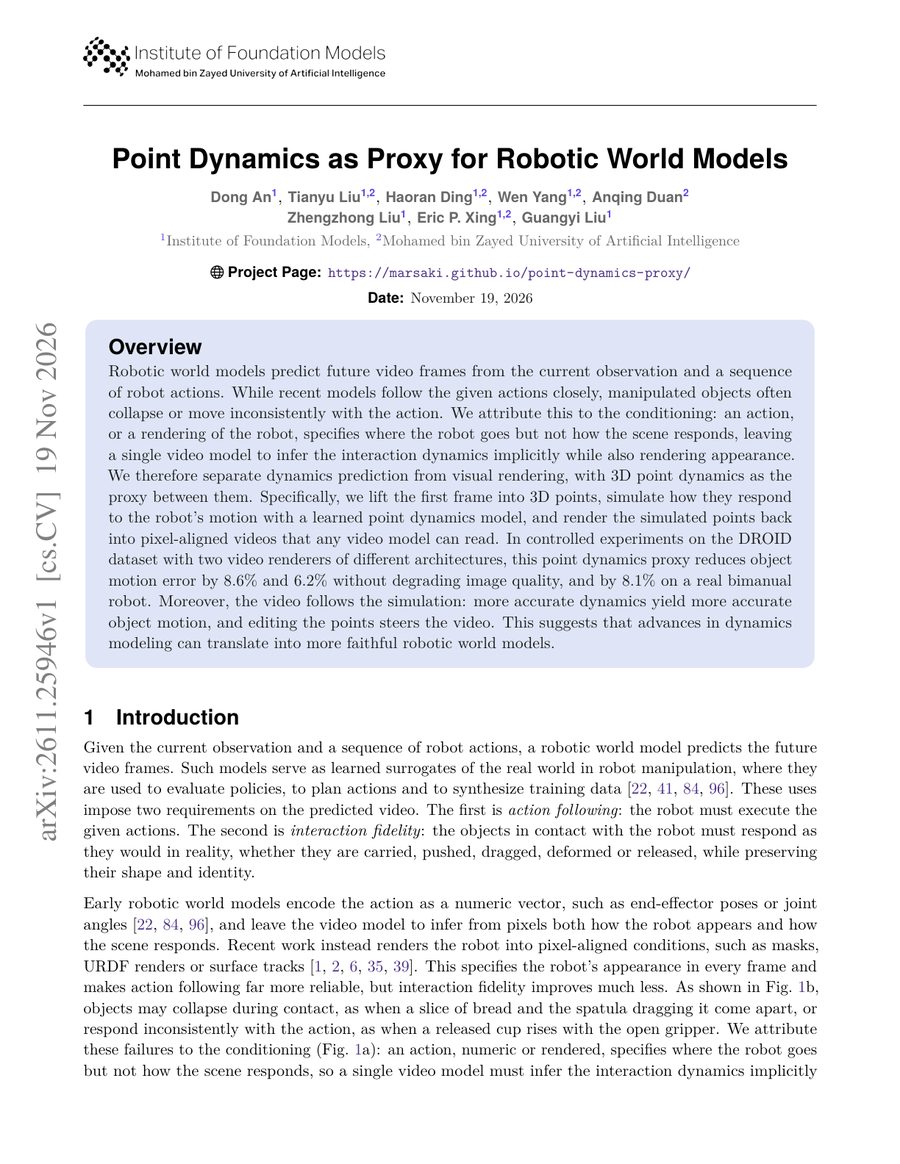 Institute of Foundation Models
Mohamed bin Zayed University of Artificial Intelligence
Point Dynamics as Proxy for Robotic World Models
Dong An1, Tianyu Liu1,2, Haoran Ding1,2, Wen Yang1,2, Anqing Duan2
Zhengzhong Liu1, Eric P. Xing1,2, Guangyi Liu1
1Institute of Foundation Models, 2Mohamed bin Zayed University of Artificial Intelligence
Project Page: https://marsaki.github.io/point-dynamics-proxy/
Date: November 19, 2026
arXiv:2611.25946v1 [cs.CV] 19 Nov 2026
Overview
Robotic world models predict future video frames from the current observation and a sequence
of robot actions. While recent models follow the given actions closely, manipulated objects often
collapse or move inconsistently with the action. We attribute this to the conditioning: an action,
or a rendering of the robot, specifies where the robot goes but not how the scene responds, leaving
a single video model to infer the interaction dynamics implicitly while also rendering appearance.
We therefore separate dynamics prediction from visual rendering, with 3D point dynamics as the
proxy between them. Specifically, we lift the first frame into 3D points, simulate how they respond
to the robot's motion with a learned point dynamics model, and render the simulated points back
into pixel-aligned videos that any video model can read. In controlled experiments on the DROID
dataset with two video renderers of different architectures, this point dynamics proxy reduces object
motion error by 8.6% and 6.2% without degrading image quality, and by 8.1% on a real bimanual
robot. Moreover, the video follows the simulation: more accurate dynamics yield more accurate
object motion, and editing the points steers the video. This suggests that advances in dynamics
modeling can translate into more faithful robotic world models.
1 Introduction
Given the current observation and a sequence of robot actions, a robotic world model predicts the future
video frames. Such models serve as learned surrogates of the real world in robot manipulation, where they
are used to evaluate policies, to plan actions and to synthesize training data [22, 41, 84, 96]. These uses
impose two requirements on the predicted video. The first is action following: the robot must execute the
given actions. The second is interaction fidelity: the objects in contact with the robot must respond as
they would in reality, whether they are carried, pushed, dragged, deformed or released, while preserving
their shape and identity.
Early robotic world models encode the action as a numeric vector, such as end-effector poses or joint
angles [22, 84, 96], and leave the video model to infer from pixels both how the robot appears and how
the scene responds. Recent work instead renders the robot into pixel-aligned conditions, such as masks,
URDF renders or surface tracks [1, 2, 6, 35, 39]. This specifies the robot's appearance in every frame and
makes action following far more reliable, but interaction fidelity improves much less. As shown in Fig. 1b,
objects may collapse during contact, as when a slice of bread and the spatula dragging it come apart, or
respond inconsistently with the action, as when a released cup rises with the open gripper. We attribute
these failures to the conditioning (Fig. 1a): an action, numeric or rendered, specifies where the robot goes
but not how the scene responds, so a single video model must infer the interaction dynamics implicitly